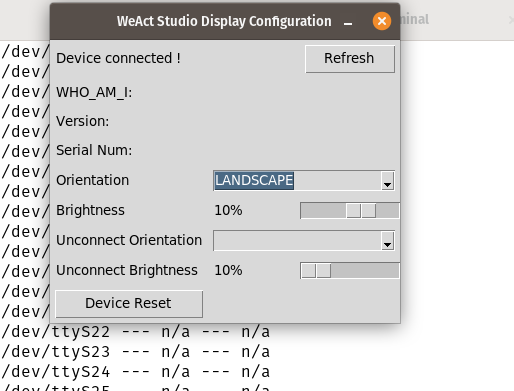 WeAct Studio Display Configuration
Device connected !
Refresh
WHO_AM_I:
Version:
Serial Num:
Orientation
LANDSCAPE
Brightness
10%
Unconnect Orientation
Unconnect Brightness
10%
Device Reset
/dev/
/dev/
/dev/
/dev/
/dev/
/dev/
/dev/
/dev/
/dev/
/dev/
/dev/
/dev/
/dev/
/dev/
/dev/ttyS22 --- n/a --- n/a
/dev/ttyS23 --- n/a --- n/a
/dev/ttyS24 --- n/a --- n/a
/dev/ttyS25 --- n/a --- n/a